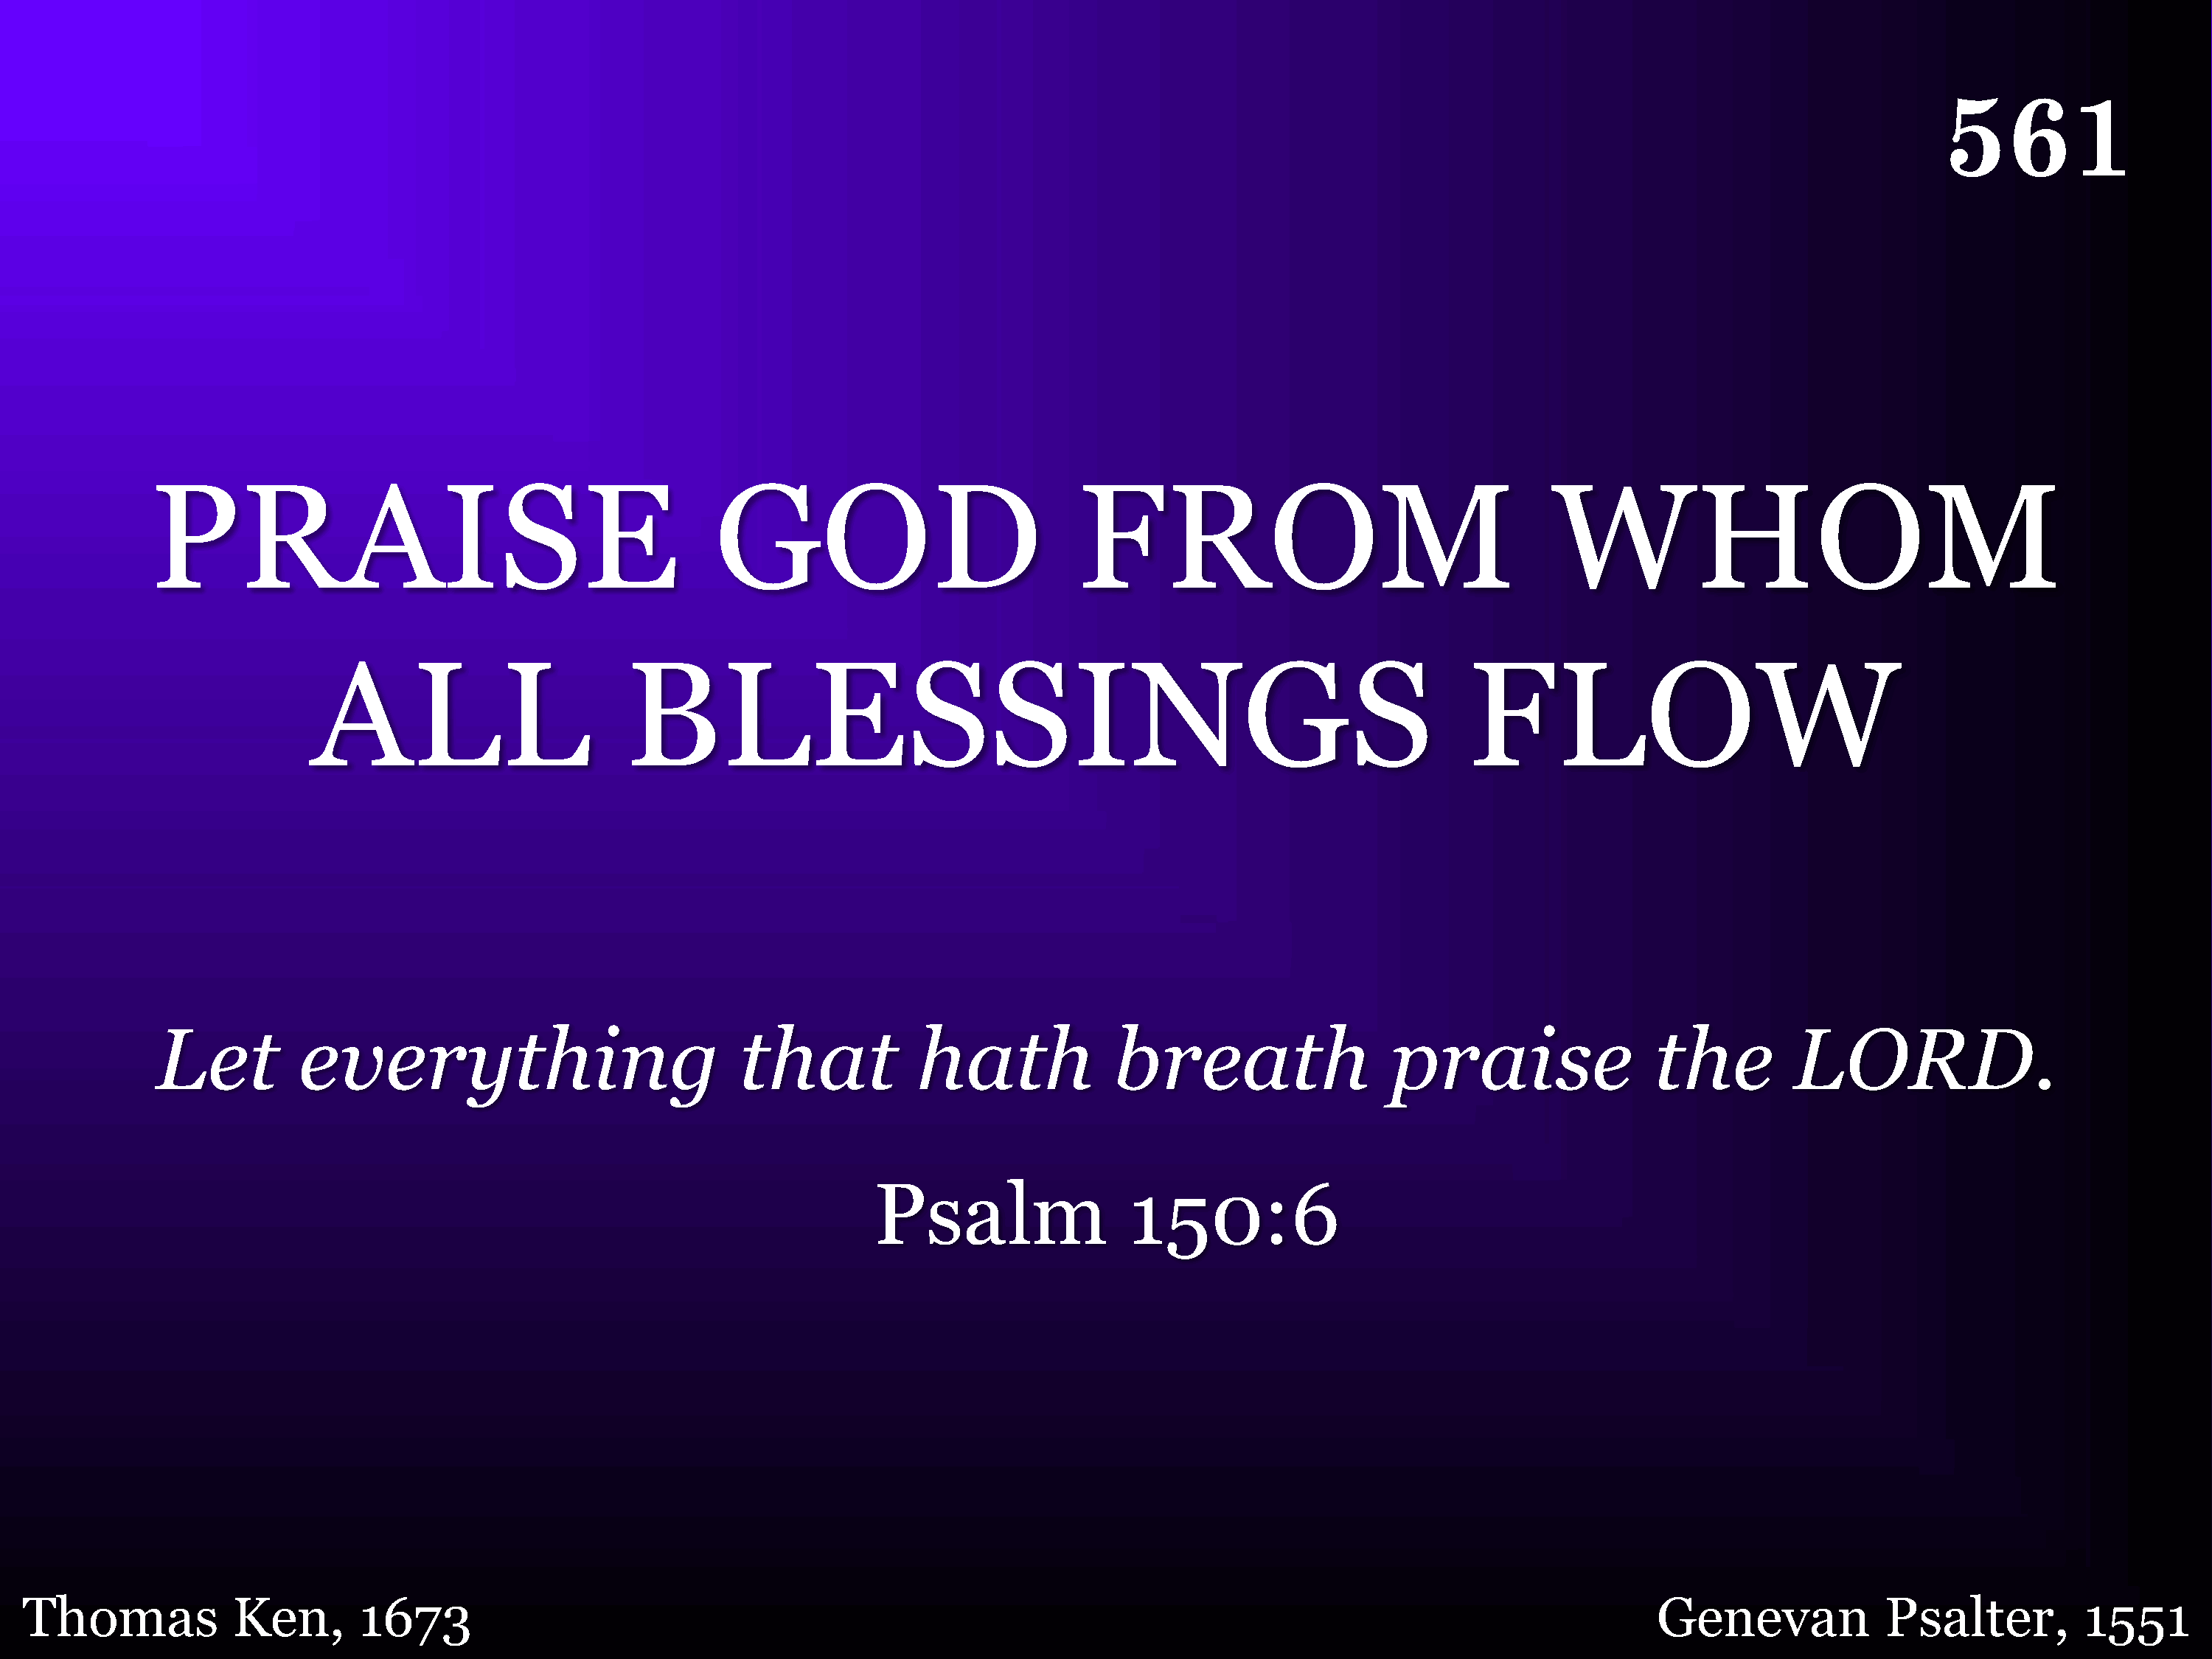 561
PRAISE GOD FROM WHOM
ALL BLESSINGS FLOW
Let everything that hath breath praise the LORD.
Psalm 150:6
Thomas Ken, 1673
Genevan Psalter, 1551